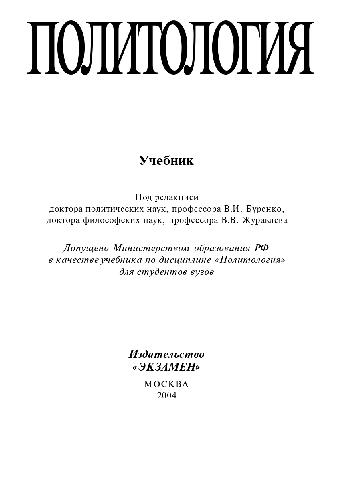 ПОЛИТОЛОГИЯ
Учебник
Под редакции
доктора политических наук, профессора В.И. Буренко,
доктора философских наук, профессора В.В. Журавлева
Допущено Министерством образования РФ
в качестве учебника по дисциплине «Политология»
для студентов вузов
Издательство
«ЭКЗАМЕН»
МОСКВА
2004